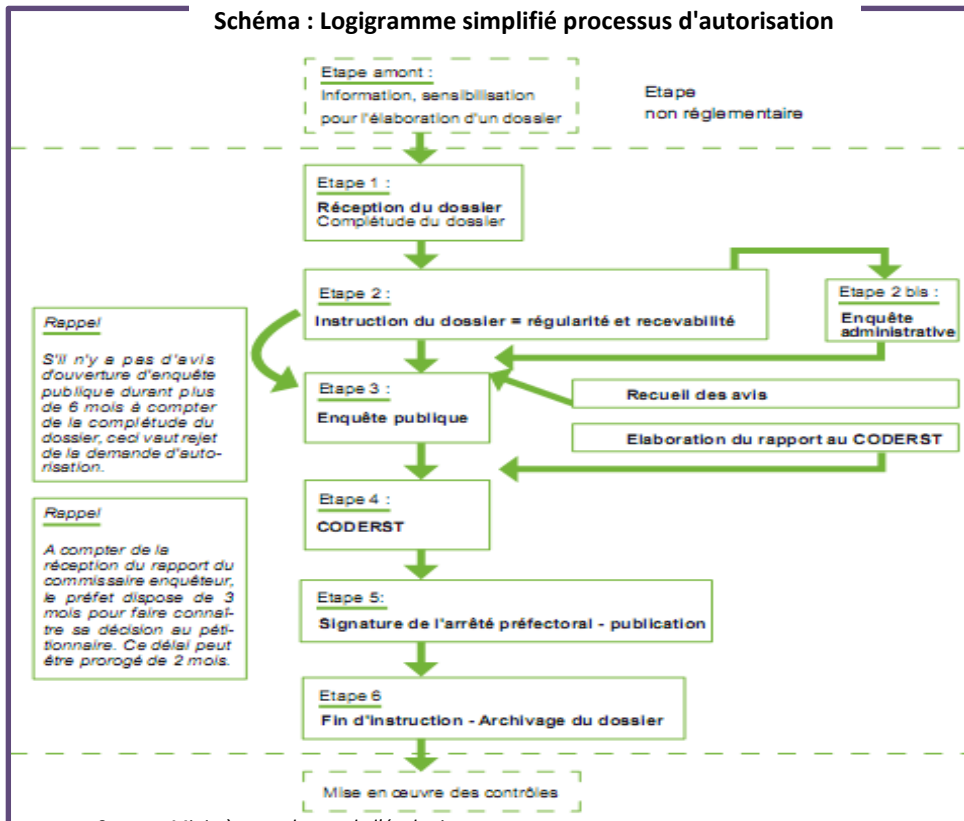 Schéma : Logigramme simplifié processus d'autorisation
Etape amont :
Information, sensibilisation
pour l'élaboration d'un dossier
Etape
non réglementaire
Etape 1 :
Réception du dossier
Complétude du dossier
Etape 2 :
Instruction du dossier = régularité et recevabilité
Etape 2 bis :
Enquête
administrative
Rappel
S'il n'y a pas d'avis
d'ouverture d'enquête
publique durant plus
de 6 mois à compter
de la complétude du
dossier, ceci vaut rejet
de la demande d'auto-
risation.
Etape 3 :
Enquête publique
Recueil des avis
Elaboration du rapport au CODERST
Etape 4 :
CODERST
Rappel
A compter de la
réception du rapport du
commissaire enquêteur,
le préfet dispose de 3
mois pour faire connaî-
tre sa décision au péti-
tionnaire. Ce délai peut
être prorogé de 2 mois.
Etape 5:
Signature de l'arrêté préfectoral - publication
Etape 6
Fin d'instruction - Archivage du dossier
Mise en œuvre des contrôles